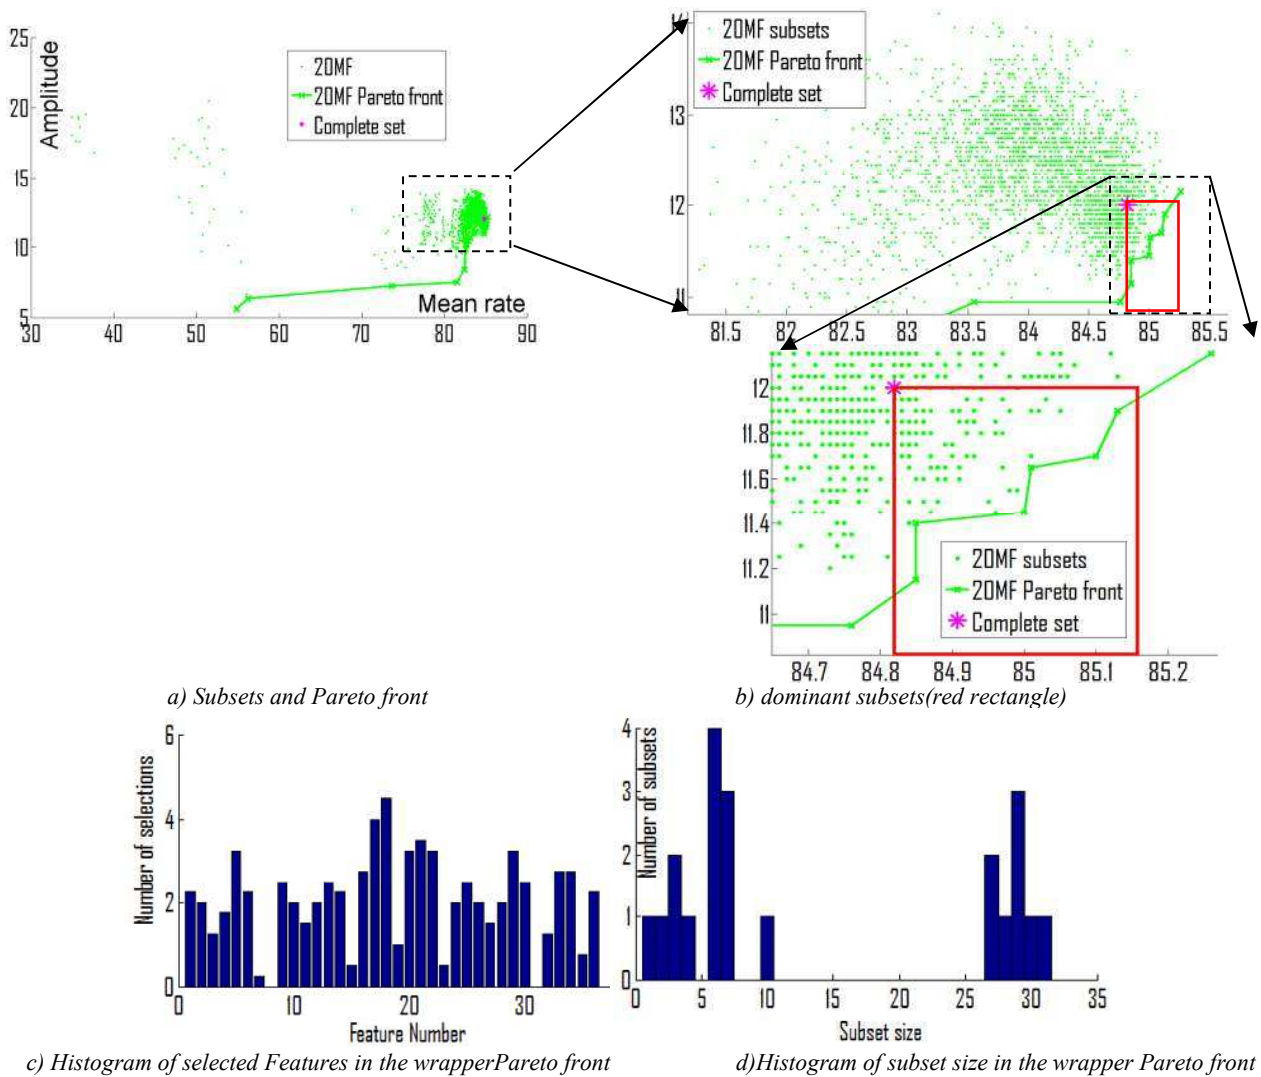 25
20
15
10
5
Amplitude
20MF
20MF Pareto front
Complete set
Mean rate
30 40 50 60 70 80 90
14
13
12
11
20MF subsets
20MF Pareto front
Complete set
81.5 82 82.5 83 83.5 84 84.5 85 85.5
12
11.8
11.6
11.4
11.2
11
20MF subsets
20MF Pareto front
Complete set
84.7 84.8 84.9 85 85.1 85.2
a) Subsets and Pareto front
b) dominant subsets(red rectangle)
6
4
2
0
Number of selections
0 10 20 30
Feature Number
4
3
2
1
0
Number of subsets
0 5 10 15 20 25 30 35
Subset size
c) Histogram of selected Features in the wrapperPareto front
d)Histogram of subset size in the wrapper Pareto front